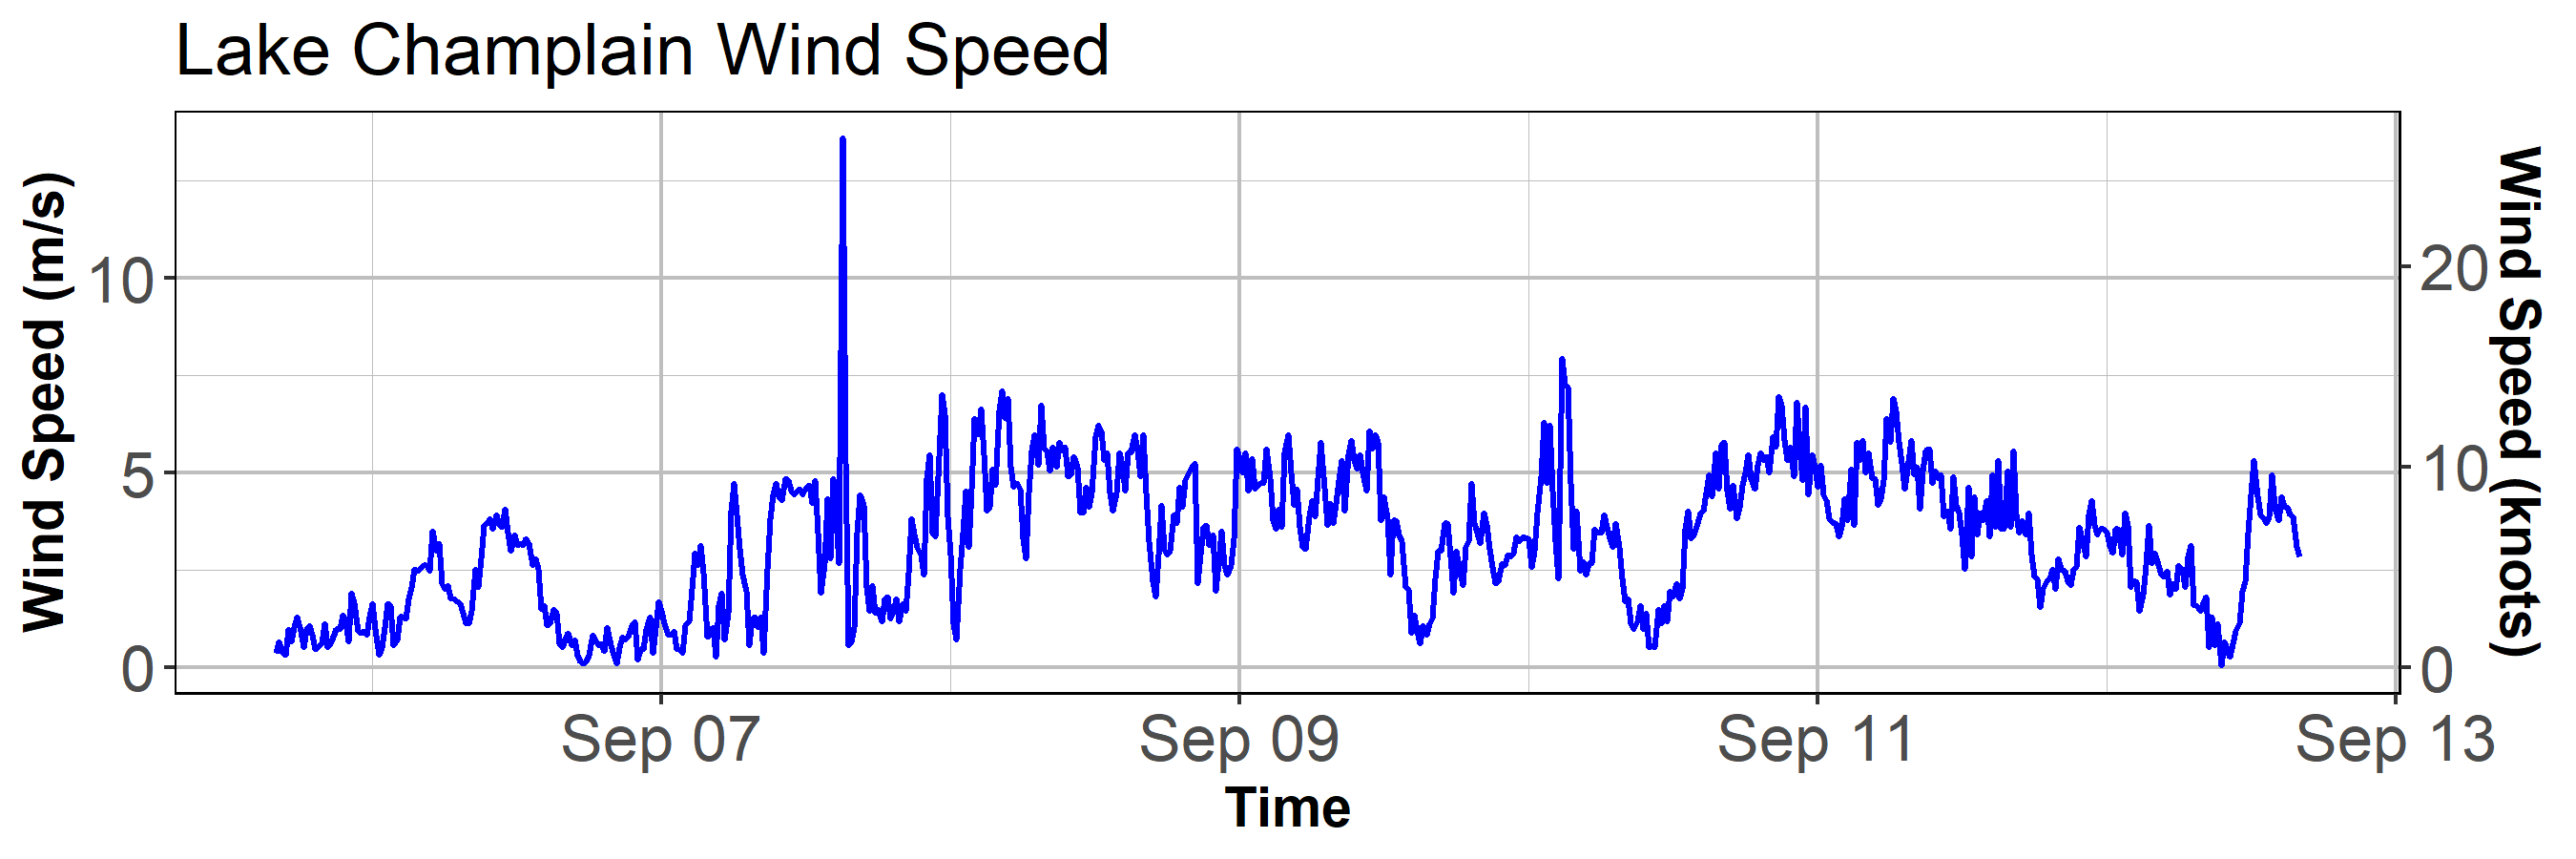 Lake Champlain Wind Speed
Wind Speed (m/s)
10
5
0
20
10
0
Wind Speed (knots)
Sep 07
Sep 09
Sep 11
Sep 13
Time